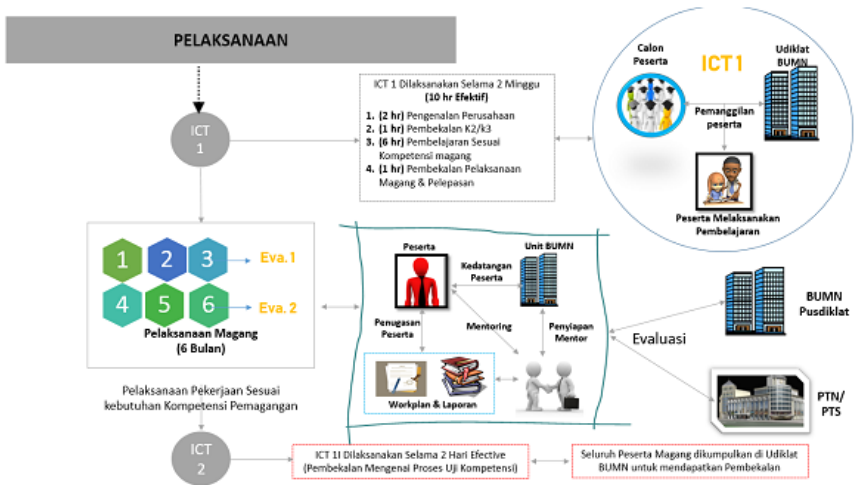 PELAKSANAAN
ICT
1
ICT 1 Dilaksanakan Selama 2 Minggu
(10 hr Efektif)
1. (2 hr) Pengenalan Perusahaan
2. (1 hr) Pembekalan K2/k3
3. (6 hr) Pembelajaran Sesuai
Kompetensi magang
4. (1 hr) Pembekalan Pelaksanaan
Magang & Pelepasan
Calon
Peserta
ICT1
Udiklat
BUMN
Pemanggilan
peserta
Peserta Melaksanakan
Pembelajaran
1 2 3
Eva.1
4 5 6
Eva.2
Pelaksanaan Magang
(6 Bulan)
Peserta
Unit BUMN
Kedatangan
Peserta
Penugasan
Peserta
Mentoring
Penyiapan
Mentor
Workplan & Laporan
Evaluasi
BUMN
Pusdiklat
PTN/
PTS
Pelaksanaan Pekerjaan Sesuai
kebutuhan Kompetensi Pemagangan
ICT
2
ICT 1I Dilaksanakan Selama 2 Hari Efective
(Pembekalan Mengenai Proses Uji Kompetensi)
Seluruh Peserta Magang dikumpulkan di Udiklat
BUMN untuk mendapatkan Pembekalan